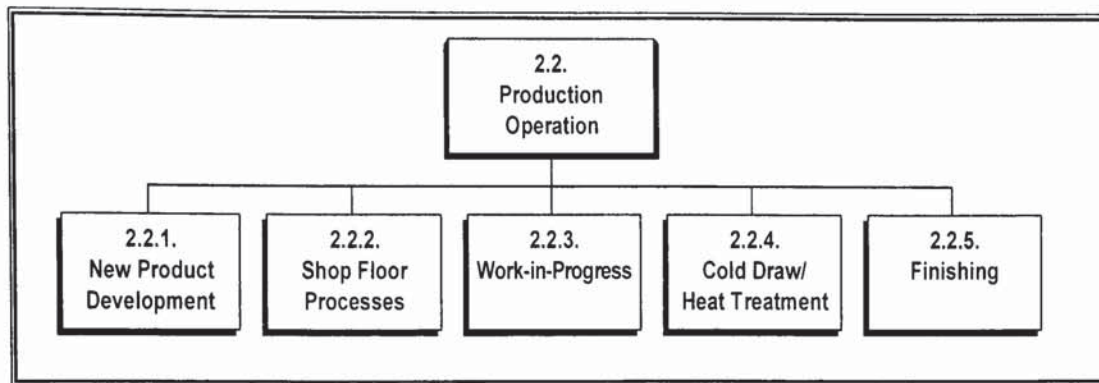 2.2.
Production
Operation
2.2.1.
New Product
Development
2.2.2.
Shop Floor
Processes
2.2.3.
Work-in-Progress
2.2.4.
Cold Draw/
Heat Treatment
2.2.5.
Finishing